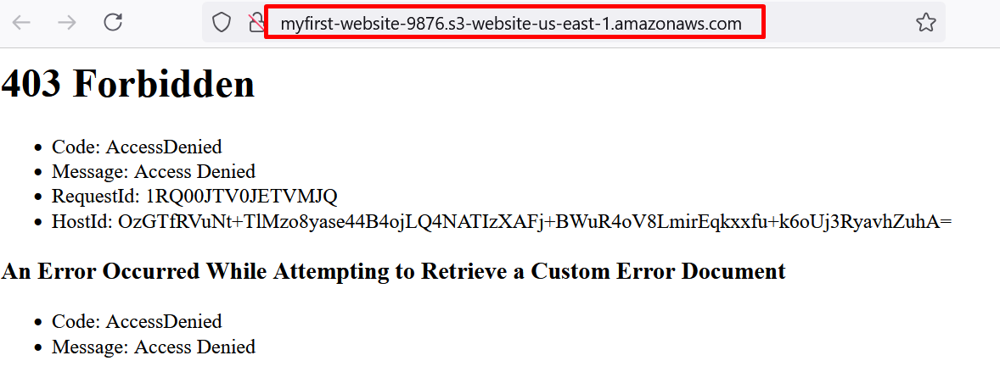 myfirst-website-9876.s3-website-us-east-1.amazonaws.com
403 Forbidden
• Code: AccessDenied
• Message: Access Denied
• RequestId: 1RQ00JTV0JETVMJQ
• HostId: OzGTfRVuNt+TlMzo8yase44B4ojLQ4NATIzXAFj+BWuR4oV8LmirEqkxxfu+k6oUj3RyavhZuhA=
An Error Occurred While Attempting to Retrieve a Custom Error Document
• Code: AccessDenied
• Message: Access Denied